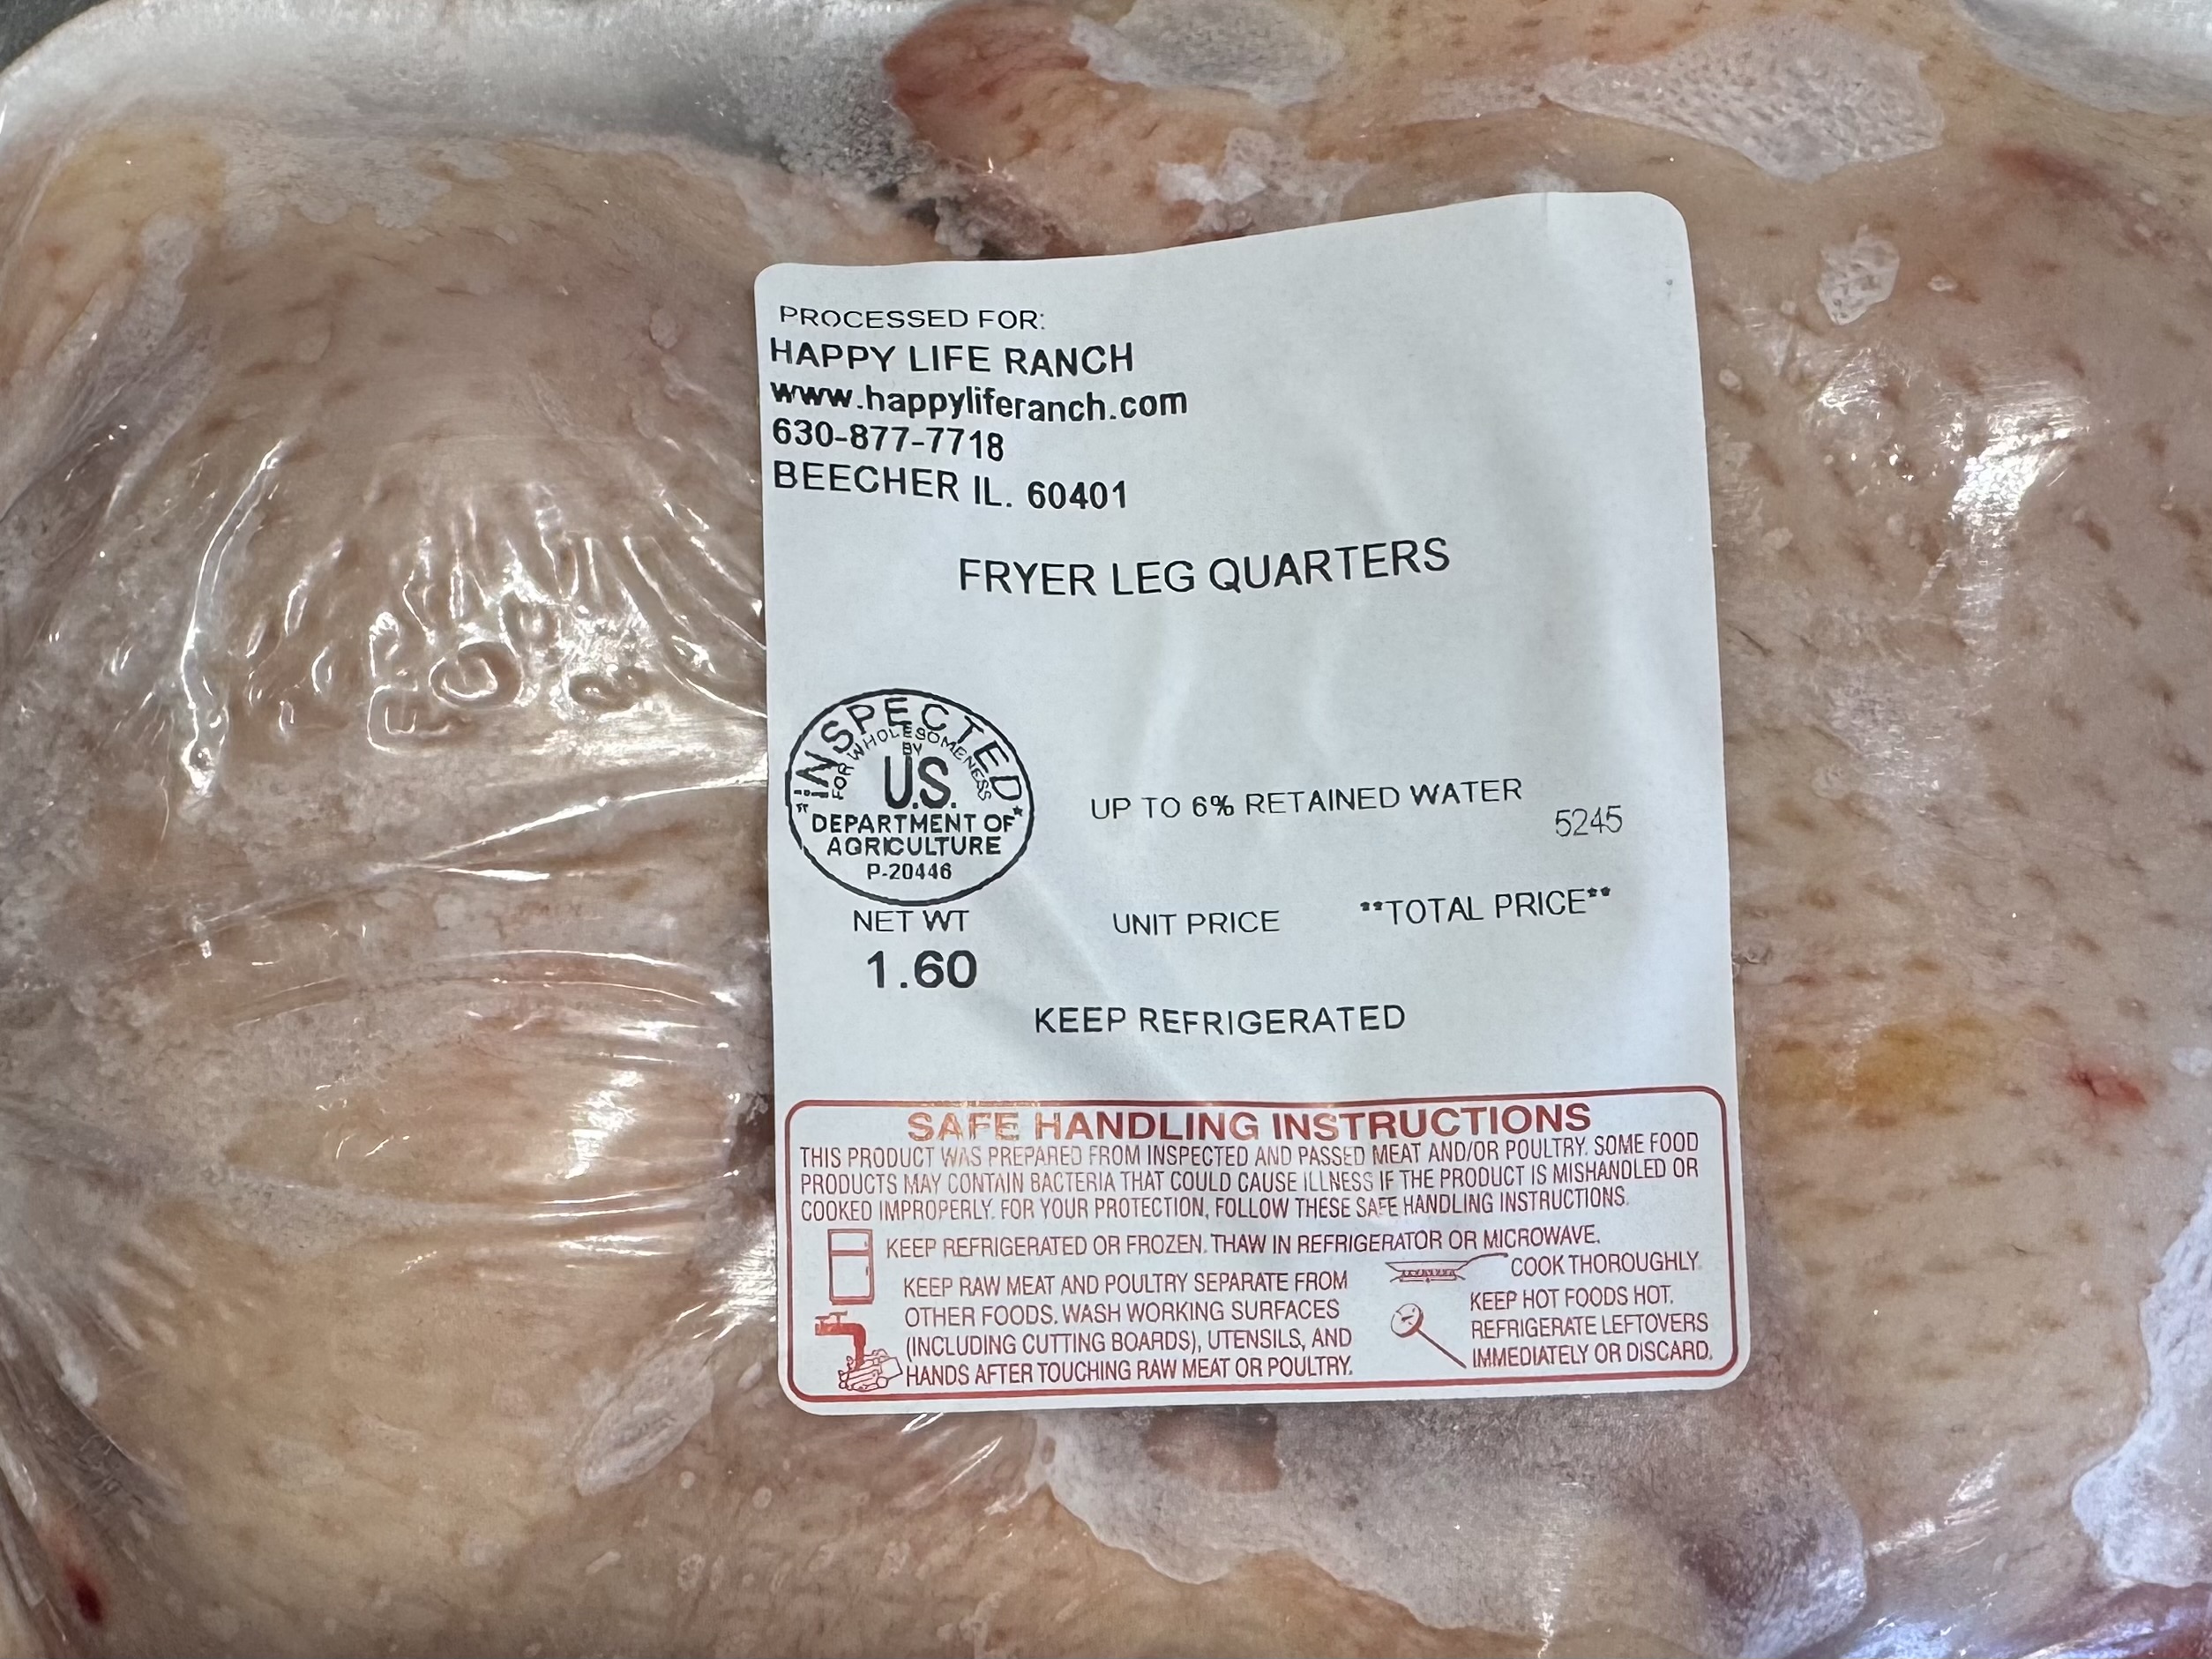 PROCESSED FOR:
HAPPY LIFE RANCH
www.happyliferanch.com
630-877-7718
BEECHER IL. 60401
FRYER LEG QUARTERS
INSPECTED
FOR WHOLESOMENESS
BY
U.S.
DEPARTMENT OF
AGRICULTURE
P-20446
UP TO 6% RETAINED WATER
5245
NET WT
1.60
UNIT PRICE
**TOTAL PRICE**
KEEP REFRIGERATED
SAFE HANDLING INSTRUCTIONS
THIS PRODUCT WAS PREPARED FROM INSPECTED AND PASSED MEAT AND/OR POULTRY. SOME FOOD
PRODUCTS MAY CONTAIN BACTERIA THAT COULD CAUSE ILLNESS IF THE PRODUCT IS MISHANDLED OR
COOKED IMPROPERLY. FOR YOUR PROTECTION, FOLLOW THESE SAFE HANDLING INSTRUCTIONS.
KEEP REFRIGERATED OR FROZEN. THAW IN REFRIGERATOR OR MICROWAVE.
KEEP RAW MEAT AND POULTRY SEPARATE FROM
OTHER FOODS. WASH WORKING SURFACES
(INCLUDING CUTTING BOARDS), UTENSILS, AND
HANDS AFTER TOUCHING RAW MEAT OR POULTRY.
COOK THOROUGHLY.
KEEP HOT FOODS HOT.
REFRIGERATE LEFTOVERS
IMMEDIATELY OR DISCARD.